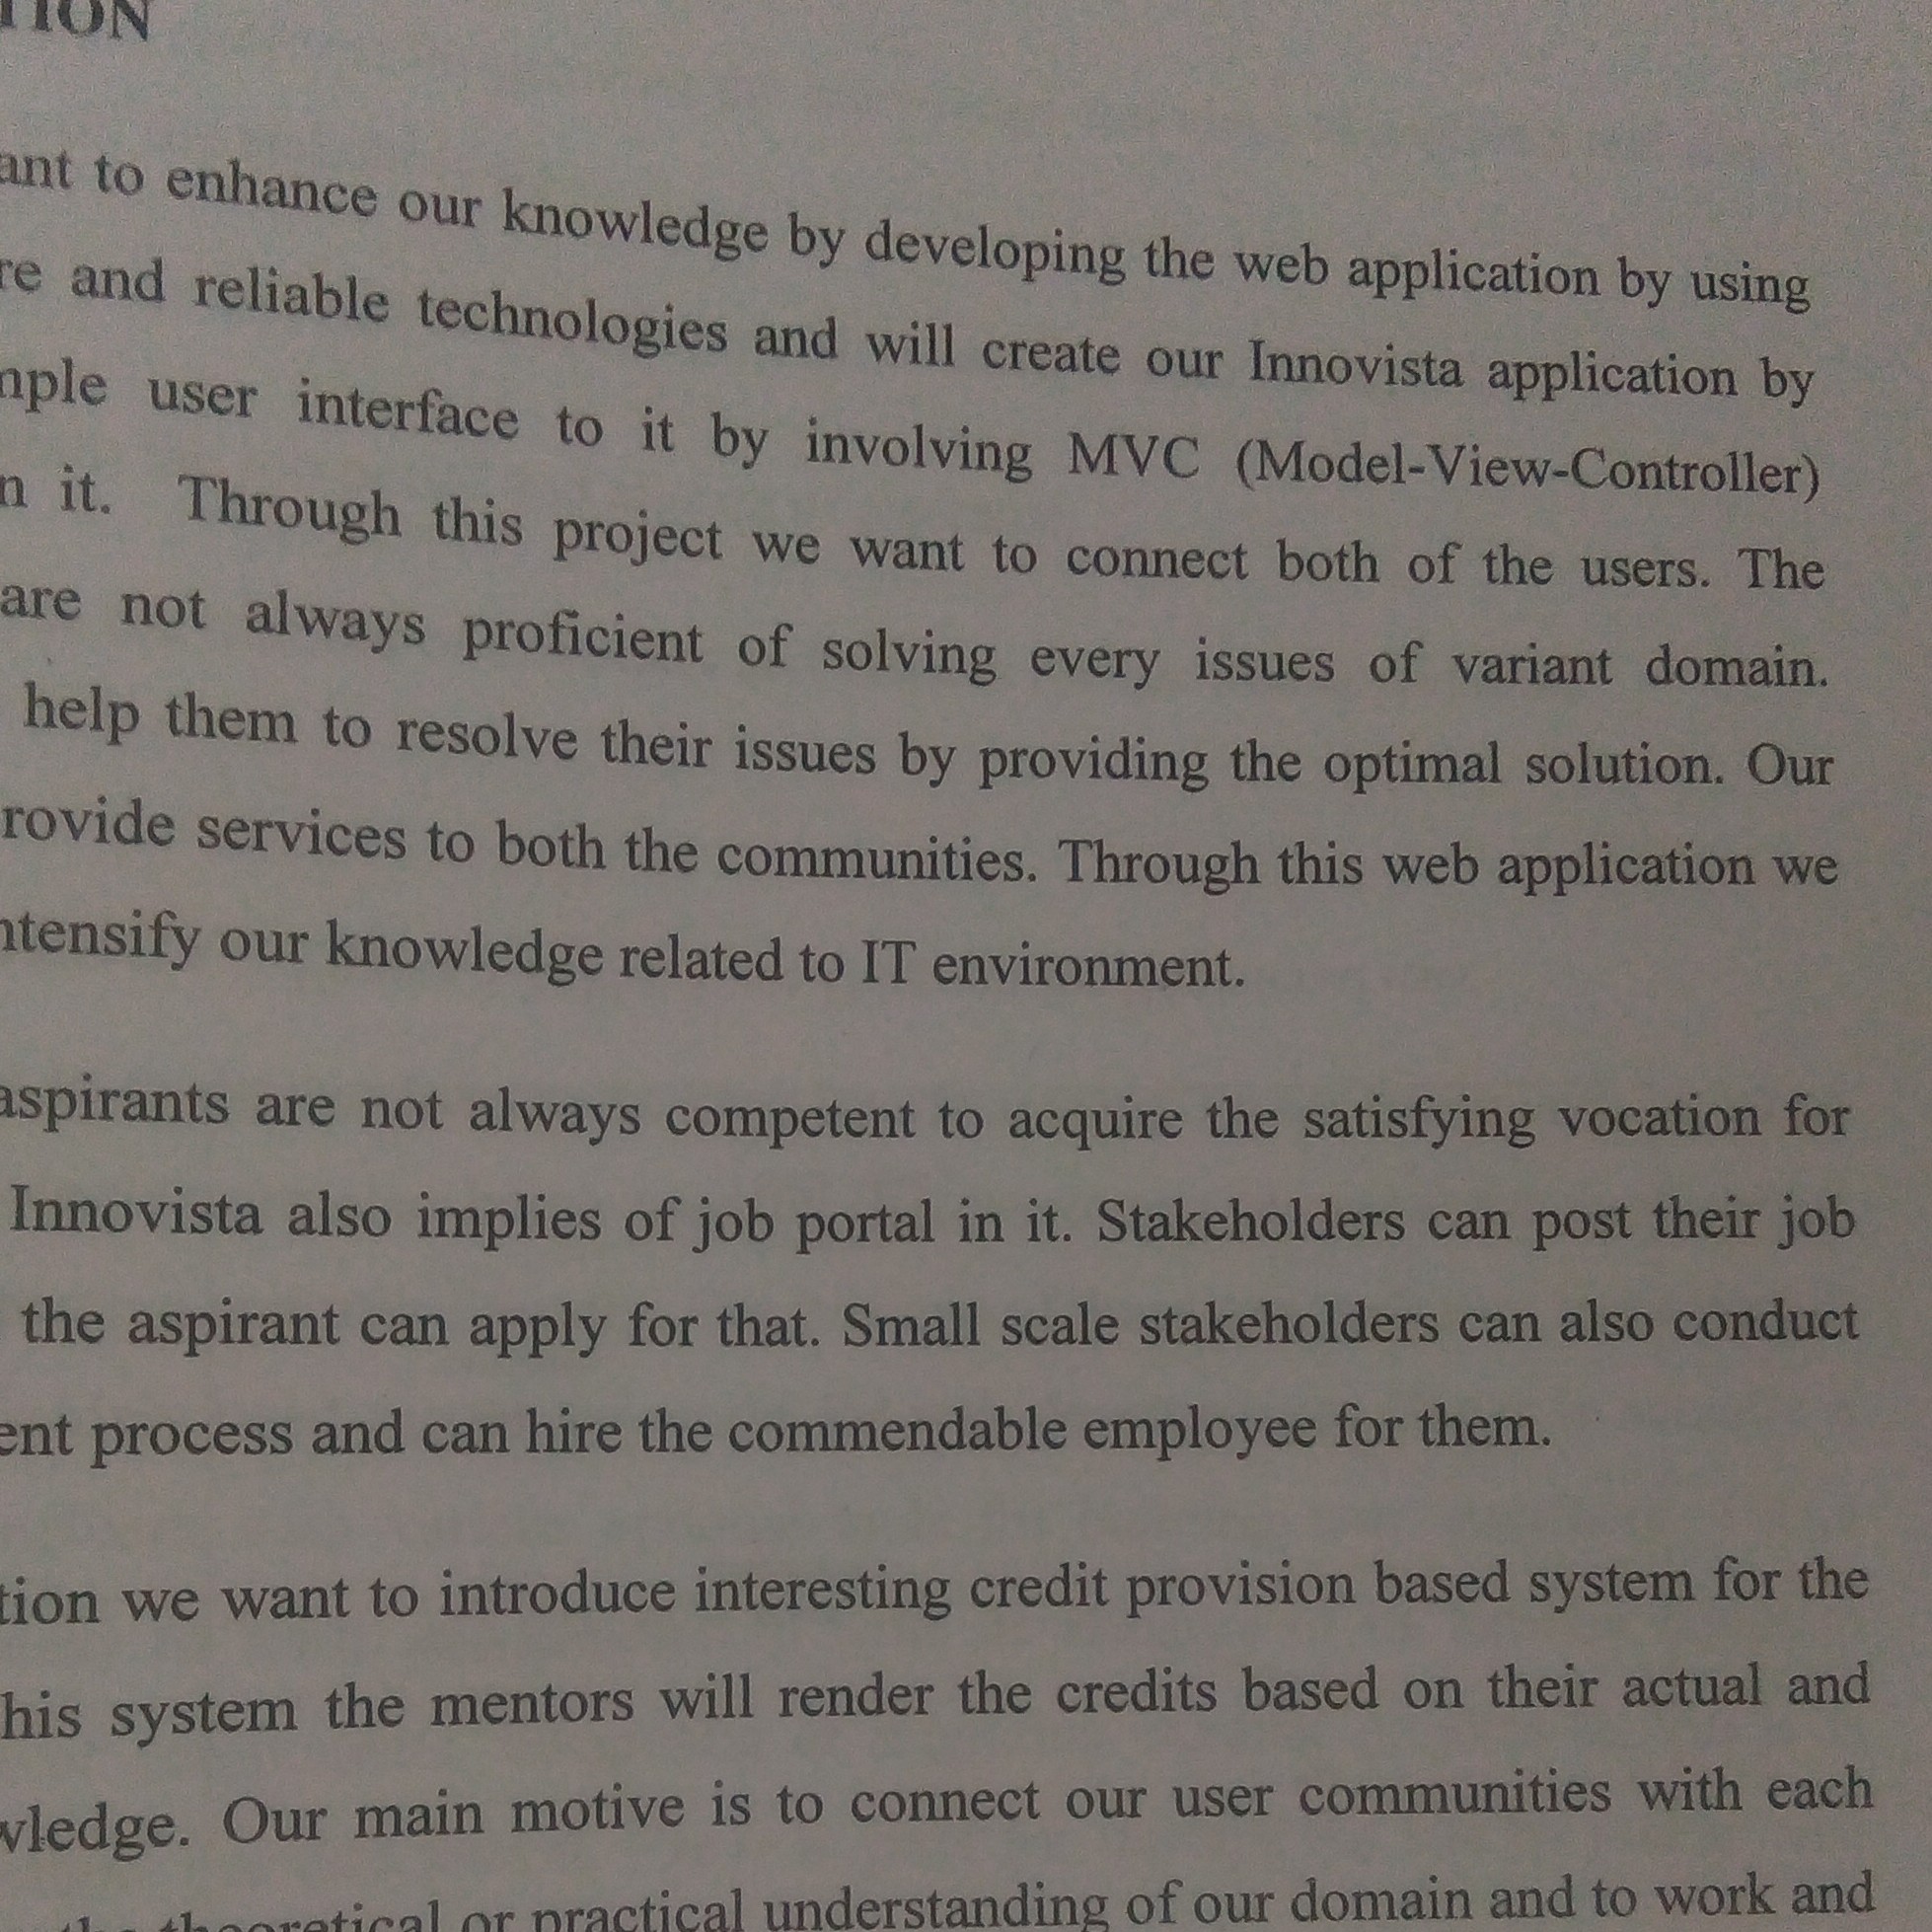 TION
ant to enhance our knowledge by developing the web application by using
re and reliable technologies and will create our Innovista application by
mple user interface to it by involving MVC (Model-View-Controller)
n it. Through this project we want to connect both of the users. The
are not always proficient of solving every issues of variant domain.
help them to resolve their issues by providing the optimal solution. Our
rovide services to both the communities. Through this web application we
ntensify our knowledge related to IT environment.
aspirants are not always competent to acquire the satisfying vocation for
Innovista also implies of job portal in it. Stakeholders can post their job
the aspirant can apply for that. Small scale stakeholders can also conduct
ent process and can hire the commendable employee for them.
tion we want to introduce interesting credit provision based system for the
his system the mentors will render the credits based on their actual and
wledge. Our main motive is to connect our user communities with each
the theoretical or practical understanding of our domain and to work and